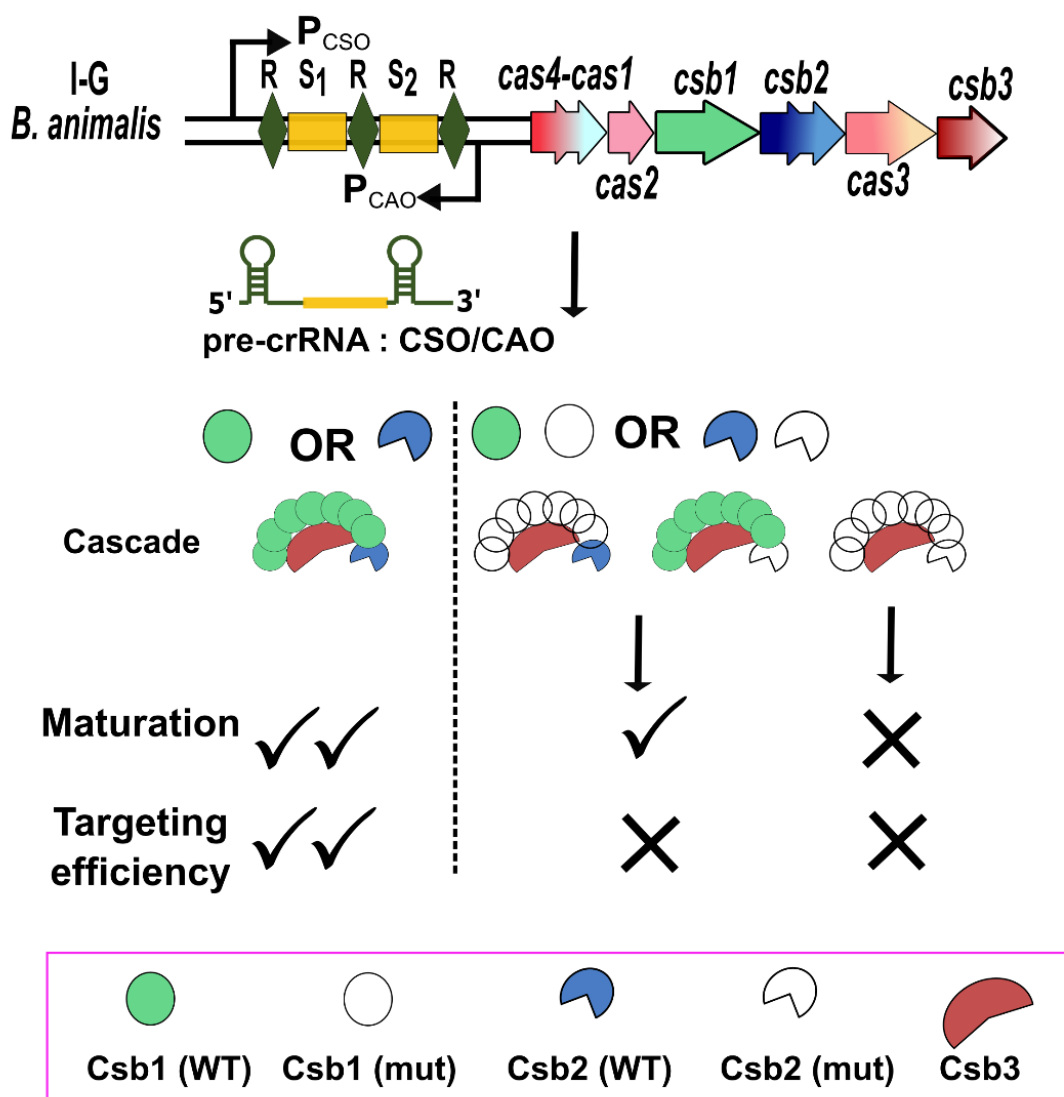 I-G
B. animalis
PCSO
R S1 R S2 R
cas4-cas1
csb1
csb2
csb3
cas2
cas3
PCAO
5' 3'
pre-crRNA : CSO/CAO
OR OR
Cascade
Maturation
Targeting
efficiency
Csb1 (WT) Csb1 (mut) Csb2 (WT) Csb2 (mut) Csb3